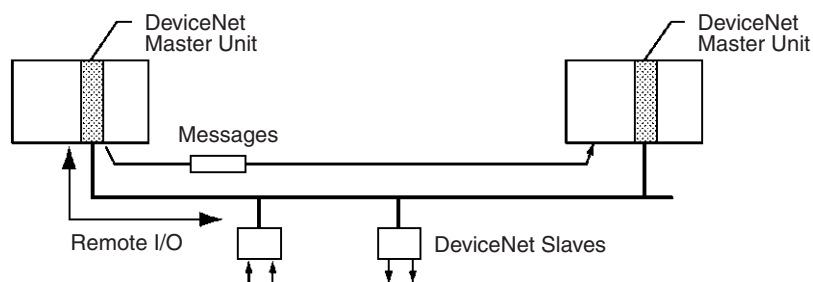 DeviceNet
Master Unit
DeviceNet
Master Unit
Messages
Remote I/O
DeviceNet Slaves